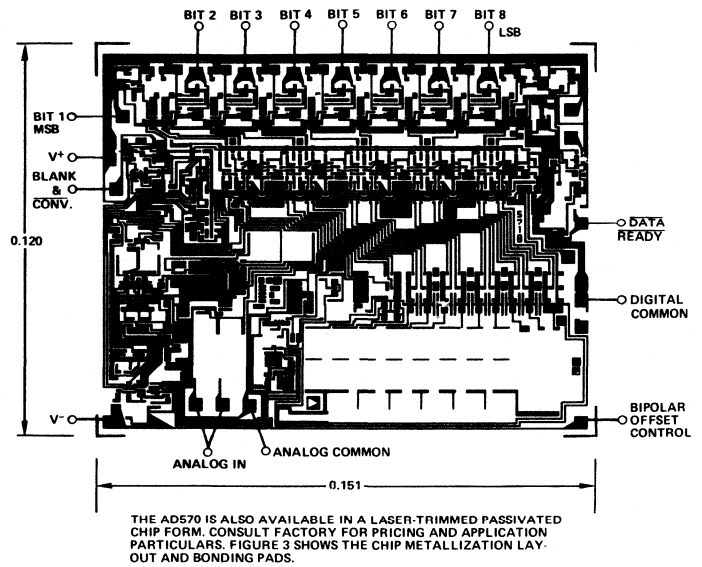 BIT 2 BIT 3 BIT 4 BIT 5 BIT 6 BIT 7 BIT 8
LSB
BIT 1
MSB
V+
BLANK
&
CONV.
0.120
5718
DATA
READY
DIGITAL
COMMON
V-
BIPOLAR
OFFSET
CONTROL
ANALOG IN
ANALOG COMMON
0.151
THE AD570 IS ALSO AVAILABLE IN A LASER-TRIMMED PASSIVATED
CHIP FORM. CONSULT FACTORY FOR PRICING AND APPLICATION
PARTICULARS. FIGURE 3 SHOWS THE CHIP METALLIZATION LAY-
OUT AND BONDING PADS.